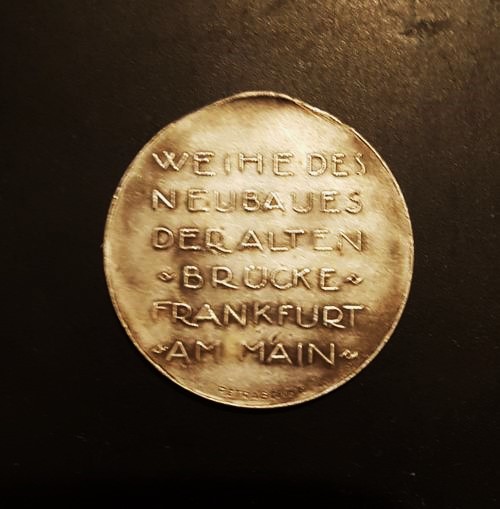 WEIHE DES
NEUBAUES
DER ALTEN
~BRÜCKE~
FRANKFURT
~AM MAIN~